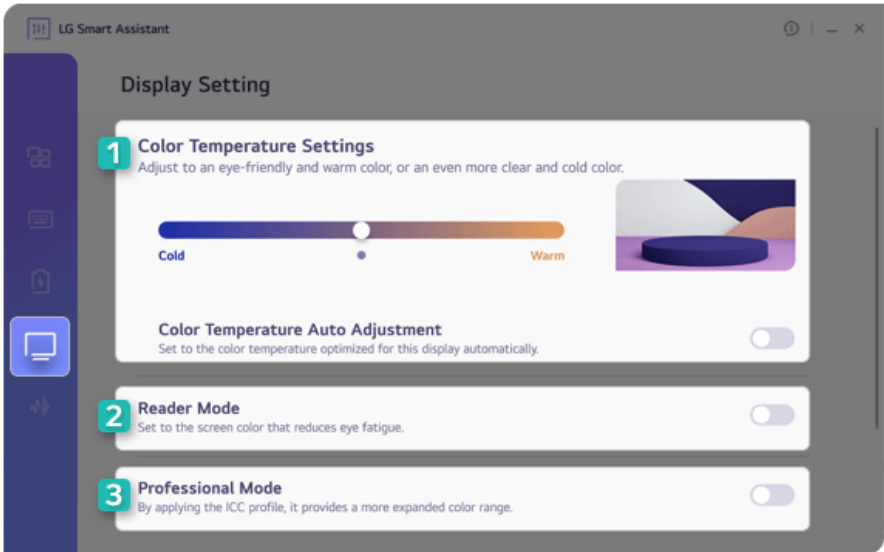 LG Smart Assistant
Display Setting
1
Color Temperature Settings
Adjust to an eye-friendly and warm color, or an even more clear and cold color.
Cold
Warm
Color Temperature Auto Adjustment
Set to the color temperature optimized for this display automatically.
2
Reader Mode
Set to the screen color that reduces eye fatigue.
3
Professional Mode
By applying the ICC profile, it provides a more expanded color range.